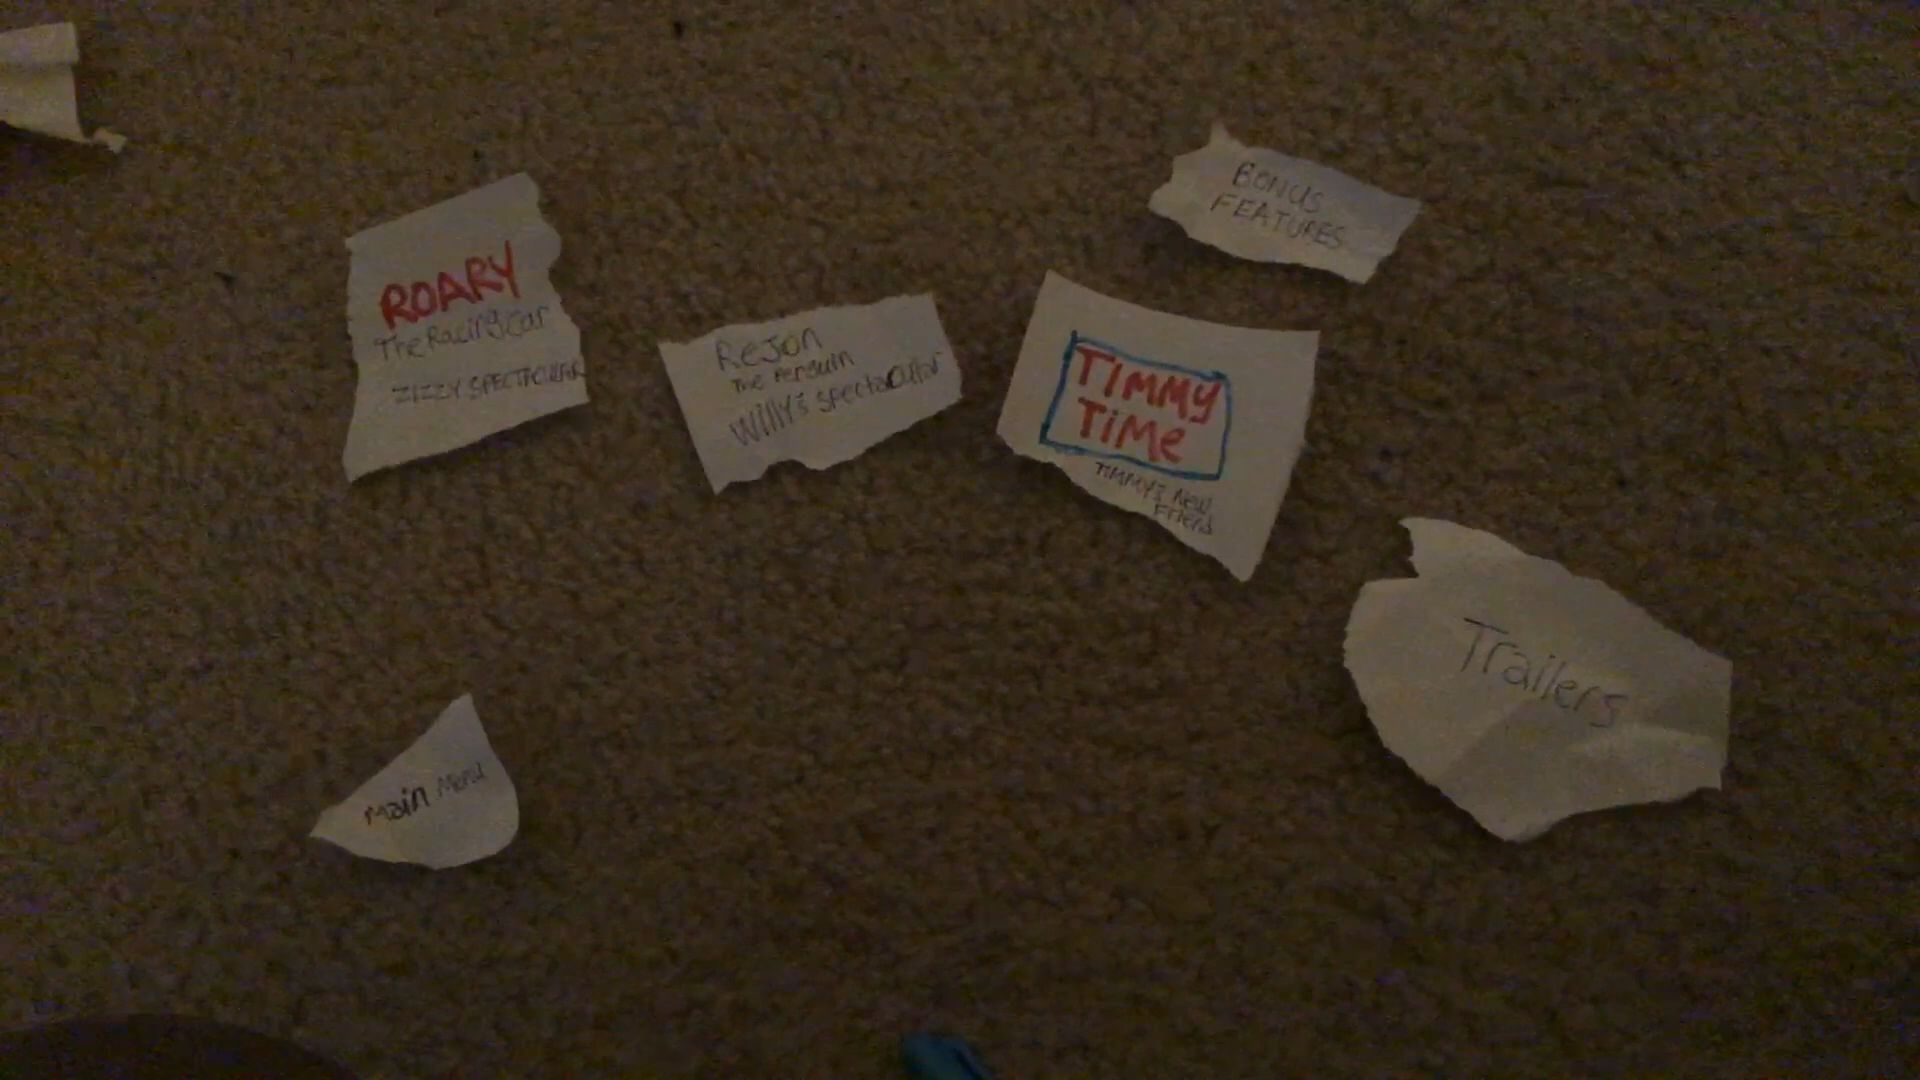 ROARY
The Racing Car
ZIZZY SPECTACULAR
ReJon
The Penguin
Willy's Spectacular
BONUS
FEATURES
TIMMY
TiMe
TIMMY'S New
Friend
Trailers
Main Menu